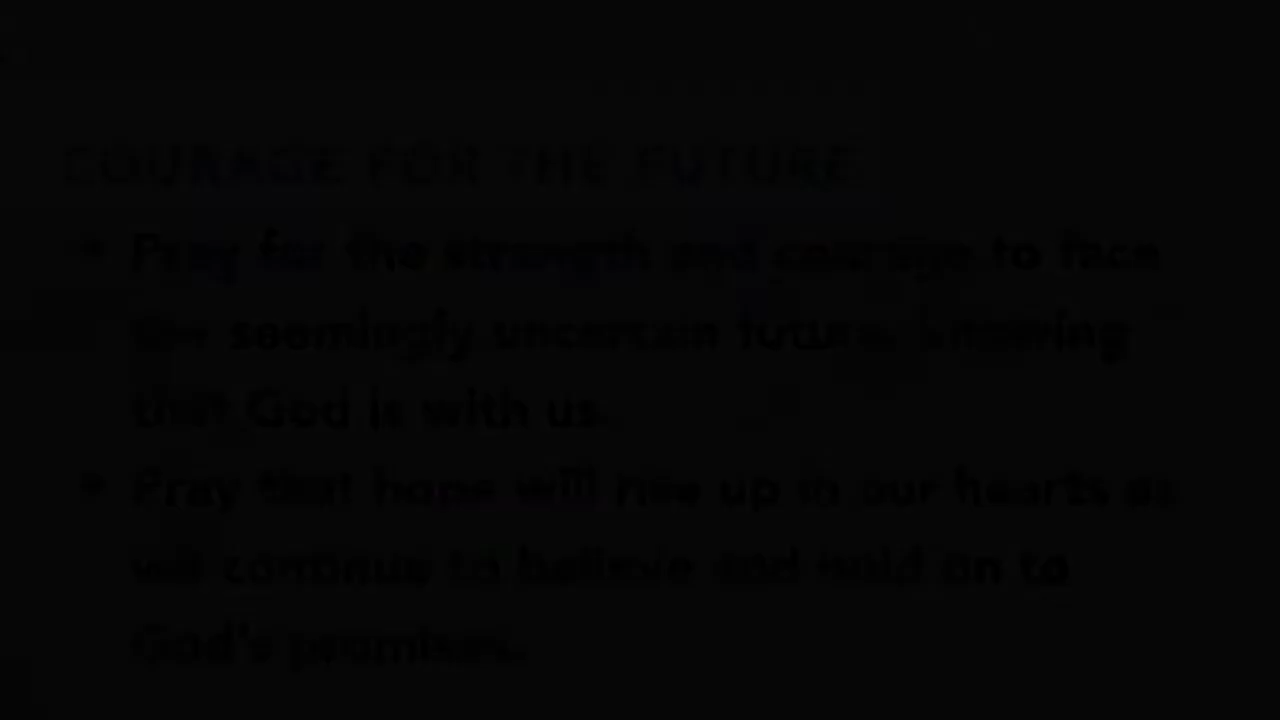 COURAGE FOR THE FUTURE
• Pray for the strength and courage to face
the seemingly uncertain future, knowing
that God is with us.
• Pray that hope will rise up in our hearts as
we continue to believe and hold on to
God's promises.